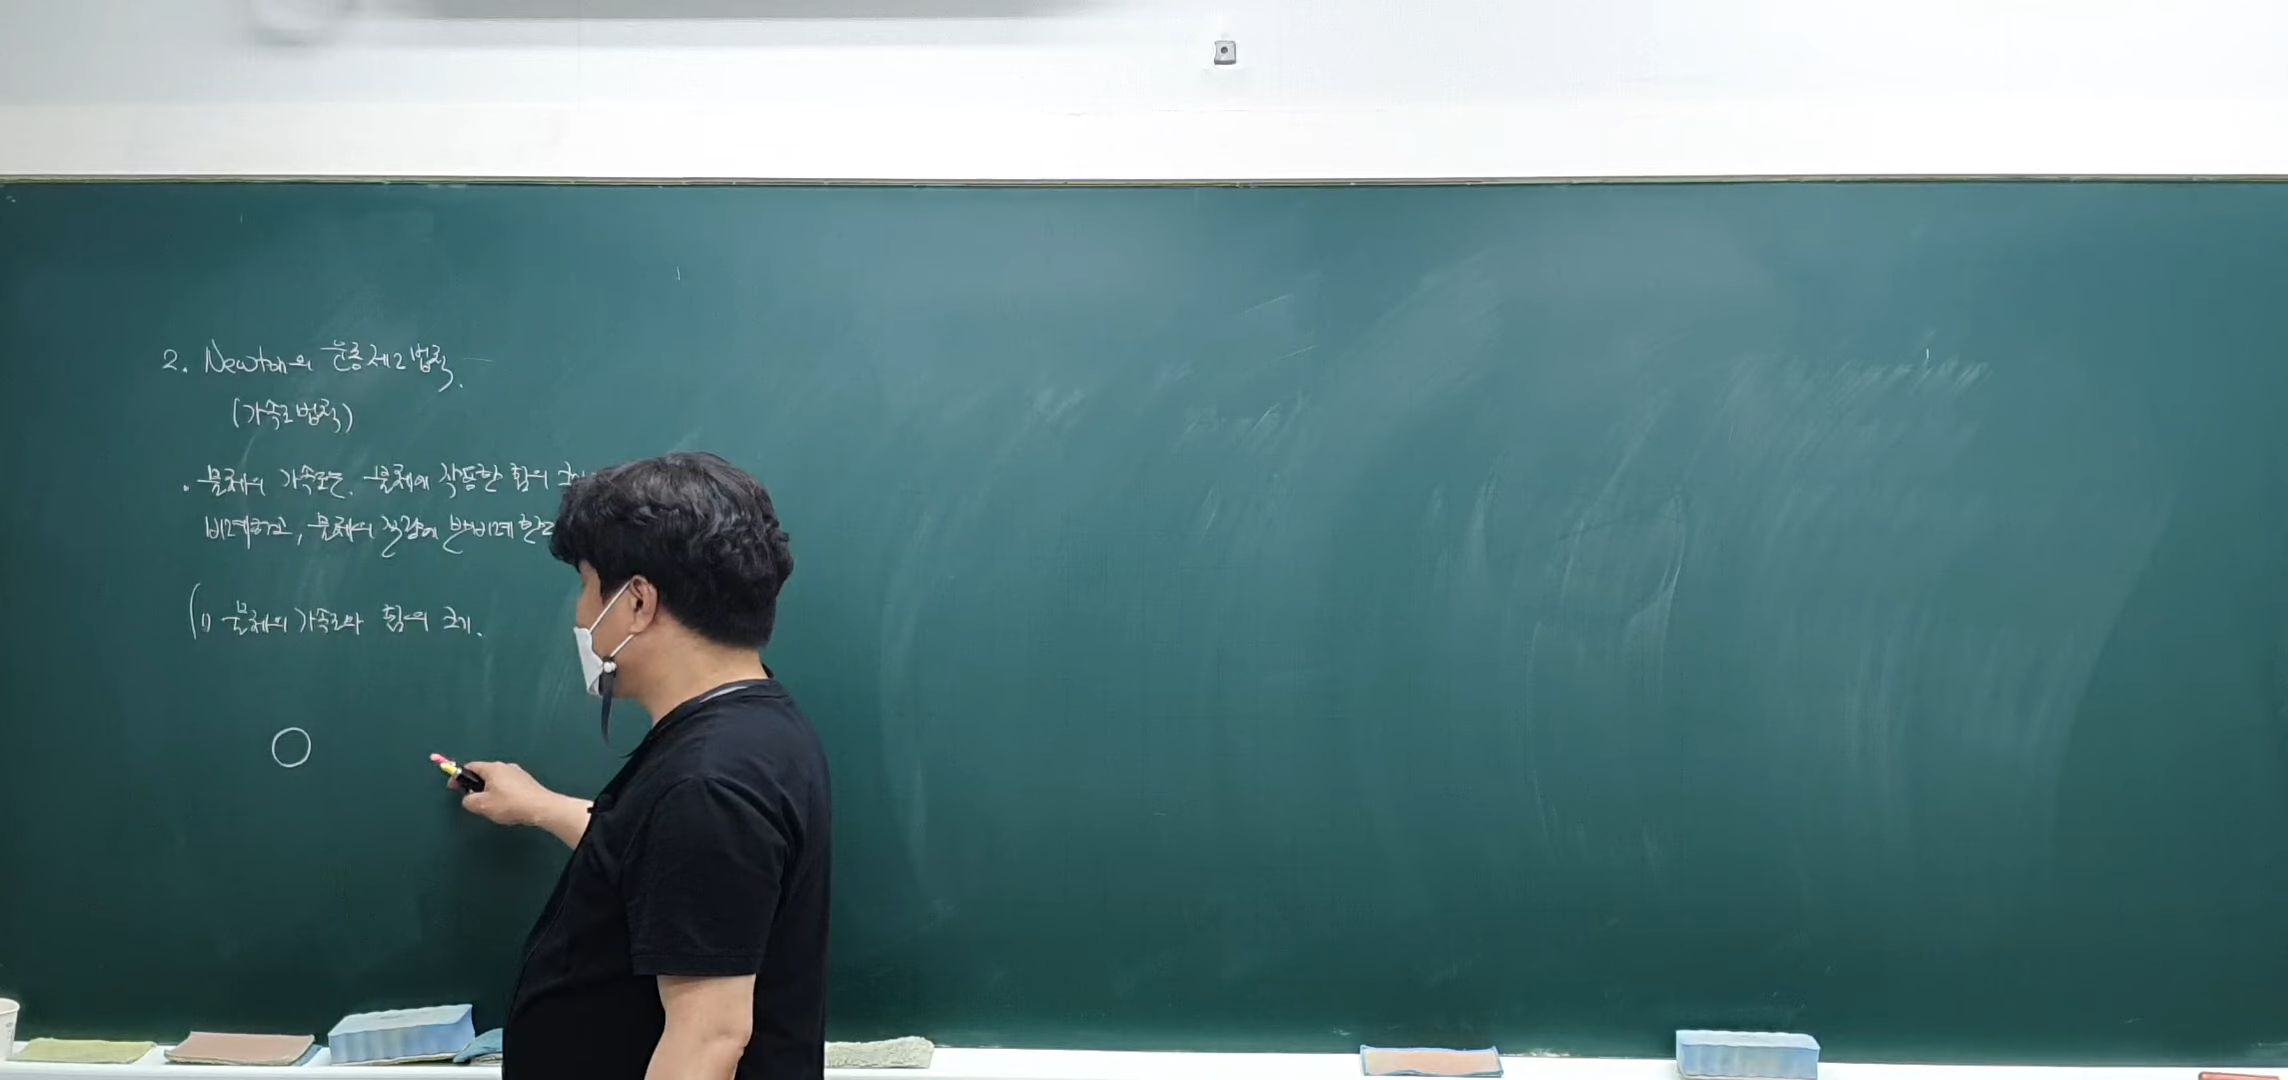 2. Newton의 운동 제2법칙.
(가속도 법칙)
· 물체의 가속도는, 물체에 작용한 힘의
비례하고, 물체의 질량에 반비례한다
(1) 물체의 가속도와 힘의 크기.